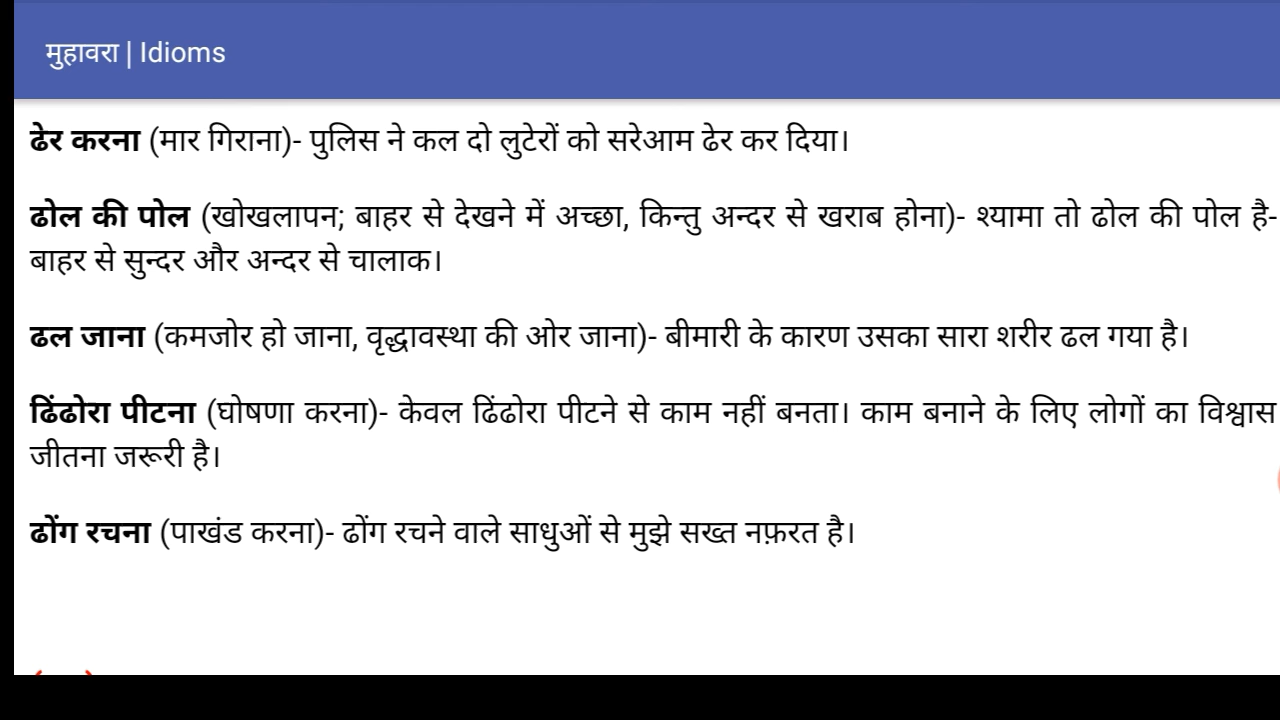 मुहावरा | Idioms
ढेर करना (मार गिराना)- पुलिस ने कल दो लुटेरों को सरेआम ढेर कर दिया।
ढोल की पोल (खोखलापन; बाहर से देखने में अच्छा, किन्तु अन्दर से खराब होना)- श्यामा तो ढोल की पोल है-
बाहर से सुन्दर और अन्दर से चालाक।
ढल जाना (कमजोर हो जाना, वृद्धावस्था की ओर जाना)- बीमारी के कारण उसका सारा शरीर ढल गया है।
ढिंढोरा पीटना (घोषणा करना)- केवल ढिंढोरा पीटने से काम नहीं बनता। काम बनाने के लिए लोगों का विश्वास
जीतना जरूरी है।
ढोंग रचना (पाखंड करना)- ढोंग रचने वाले साधुओं से मुझे सख्त नफ़रत है।